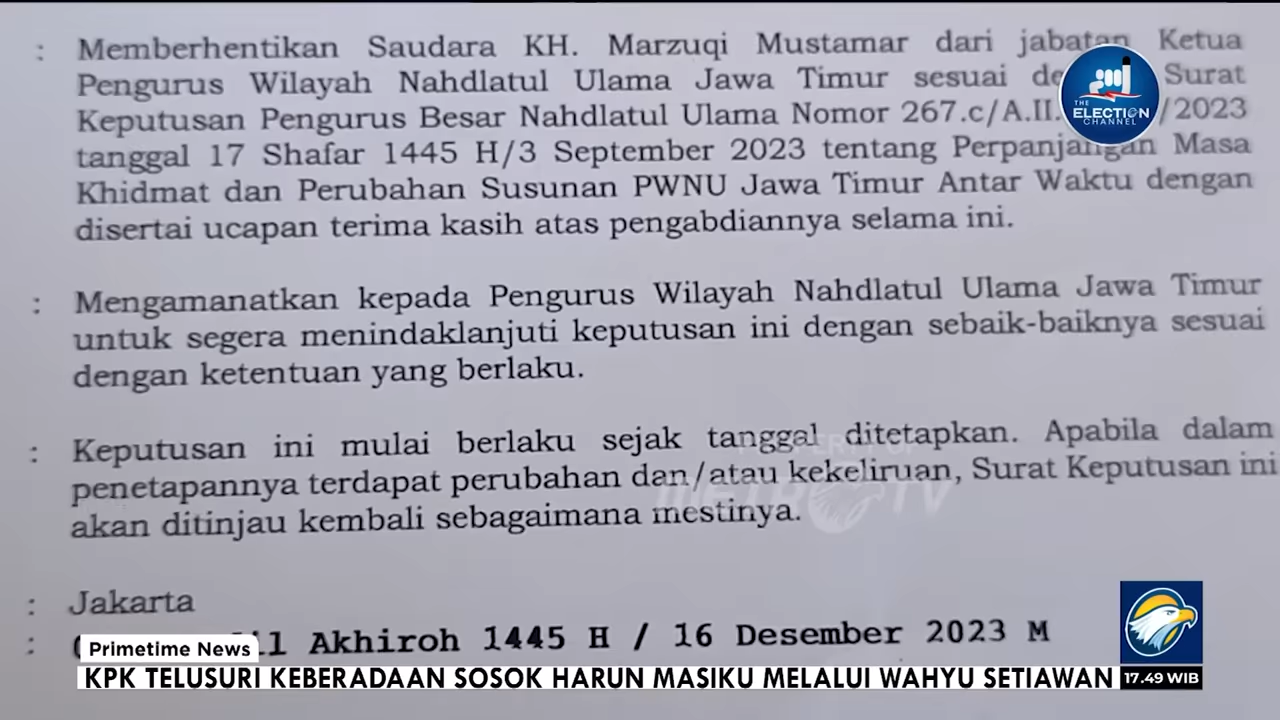 : Memberhentikan Saudara KH. Marzuqi Mustamar dari jabatan Ketua
Pengurus Wilayah Nahdlatul Ulama Jawa Timur sesuai Surat
Keputusan Pengurus Besar Nahdlatul Ulama Nomor 267.c/A.II. /2023
tanggal 17 Shafar 1445 H/3 September 2023 tentang Perpanjangan Masa
Khidmat dan Perubahan Susunan PWNU Jawa Timur Antar Waktu dengan
disertai ucapan terima kasih atas pengabdiannya selama ini.
THE
ELECTION
CHANNEL
: Mengamanatkan kepada Pengurus Wilayah Nahdlatul Ulama Jawa Timur
untuk segera menindaklanjuti keputusan ini dengan sebaik-baiknya sesuai
dengan ketentuan yang berlaku.
: Keputusan ini mulai berlaku sejak tanggal ditetapkan. Apabila dalam
penetapannya terdapat perubahan dan/atau kekeliruan, Surat Keputusan ini
akan ditinjau kembali sebagaimana mestinya.
PROPERTY OF
METRO TV
: Jakarta
: Akhiroh 1445 H / 16 Desember 2023 M
Primetime News
KPK TELUSURI KEBERADAAN SOSOK HARUN MASIKU MELALUI WAHYU SETIAWAN
17.49 WIB